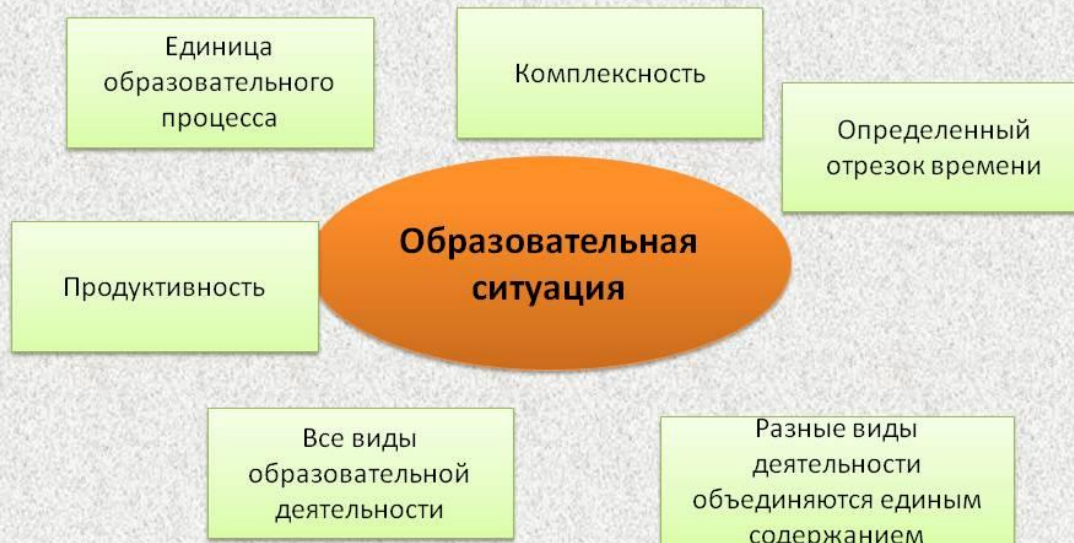 Единица
образовательного
процесса
Комплексность
Определенный
отрезок времени
Образовательная
ситуация
Продуктивность
Все виды
образовательной
деятельности
Разные виды
деятельности
объединяются единым
содержанием